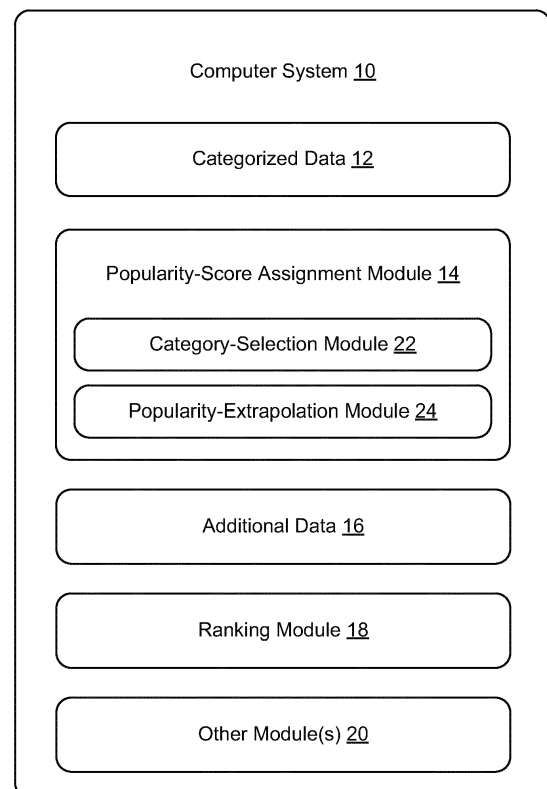 Computer System 10
Categorized Data 12
Popularity-Score Assignment Module 14
Category-Selection Module 22
Popularity-Extrapolation Module 24
Additional Data 16
Ranking Module 18
Other Module(s) 20